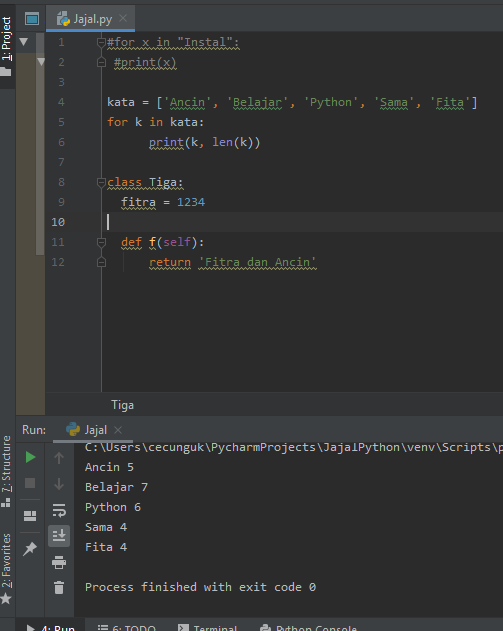 1: Project
Jajal.py
1 #for x in "Instal":
2 #print(x)
3
4 kata = ['Ancin', 'Belajar', 'Python', 'Sama', 'Fita']
5 for k in kata:
6 print(k, len(k))
7
8 class Tiga:
9 fitra = 1234
10
11 def f(self):
12 return 'Fitra dan Ancin'
Tiga
Run: Jajal
C:\Users\cecunguk\PycharmProjects\JajalPython\venv\Scripts\p
Ancin 5
Belajar 7
Python 6
Sama 4
Fita 4
Process finished with exit code 0
7: Structure
2: Favorites
4: Run 6: TODO Terminal Python Console